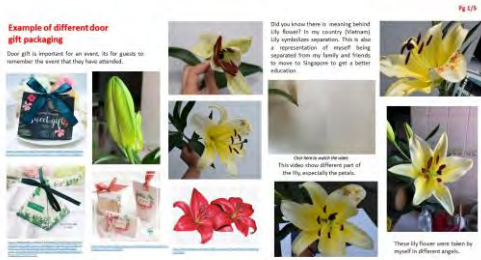 Pg 1/5
Example of different door
gift packaging
Door gift is important for an event, its for guests to
remember the event that they have attended.
sweet gift
Did you know there is meaning behind
Lily flower? In my country (Vietnam)
Lily symbolizes separation. This is also
a representation of myself being
separated from my family and friends
to move to Singapore to get a better
education.
Click here to watch the video
This video show different part of
the lily, especially the petals.
These lily flower were taken by
myself in different angels.